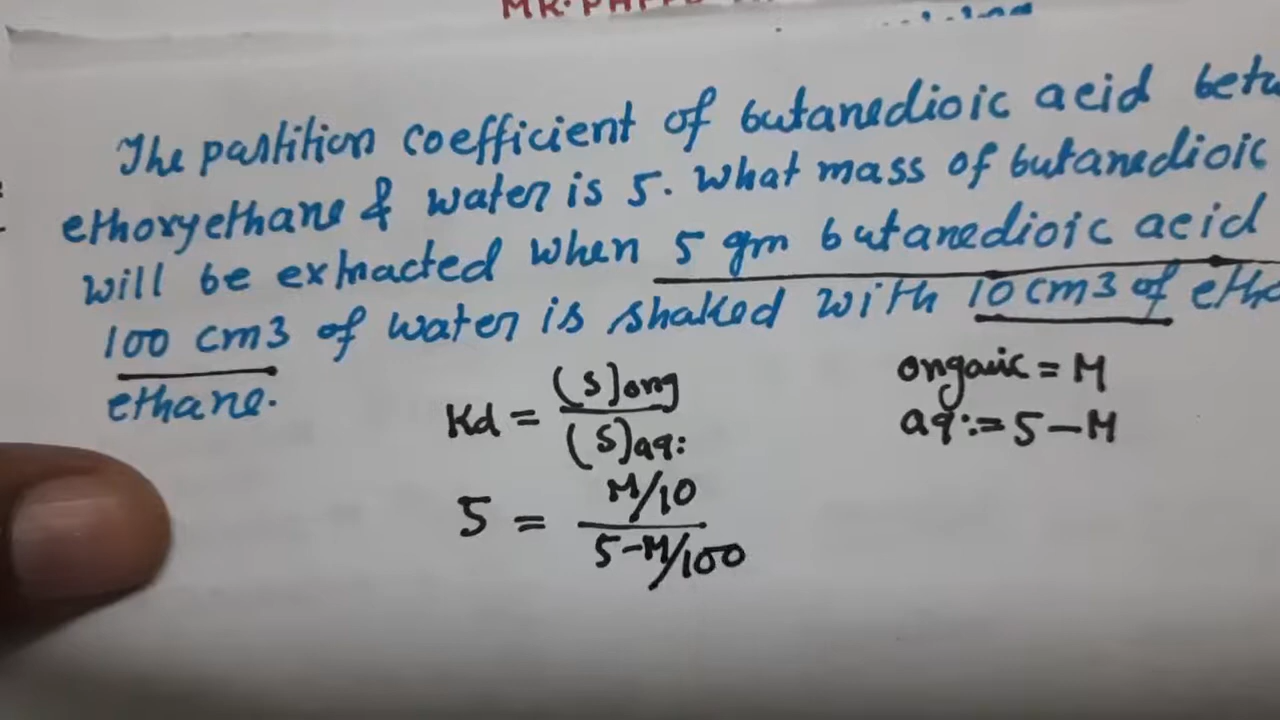 The partition coefficient of butanedioic acid
ethoxyethane & water is 5. What mass of butanedioic
will be extracted when 5 gm butanedioic acid
100 cm3 of water is shaked with 10 cm3 of
ethane.
Kd = (S)org / (S)aq:
organic = M
aq:= 5-M
5 = M/10 / 5-M/100